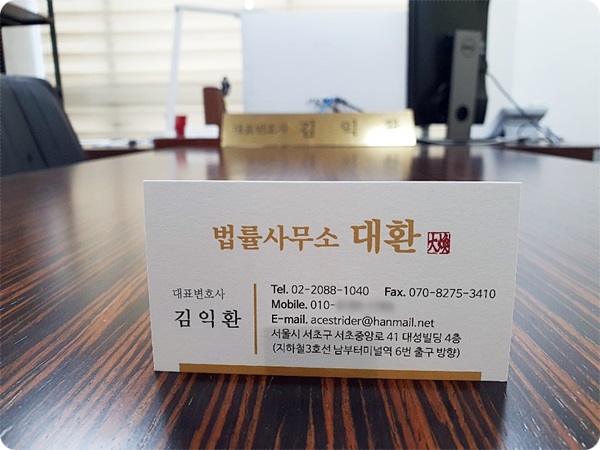 대표변호사 김 익
법률사무소 대환
대표변호사
김익환
Tel. 02-2088-1040 Fax. 070-8275-3410
Mobile. 010-
E-mail. acestrider@hanmail.net
서울시 서초구 서초중앙로 41 대성빌딩 4층
(지하철3호선 남부터미널역 6번 출구 방향)